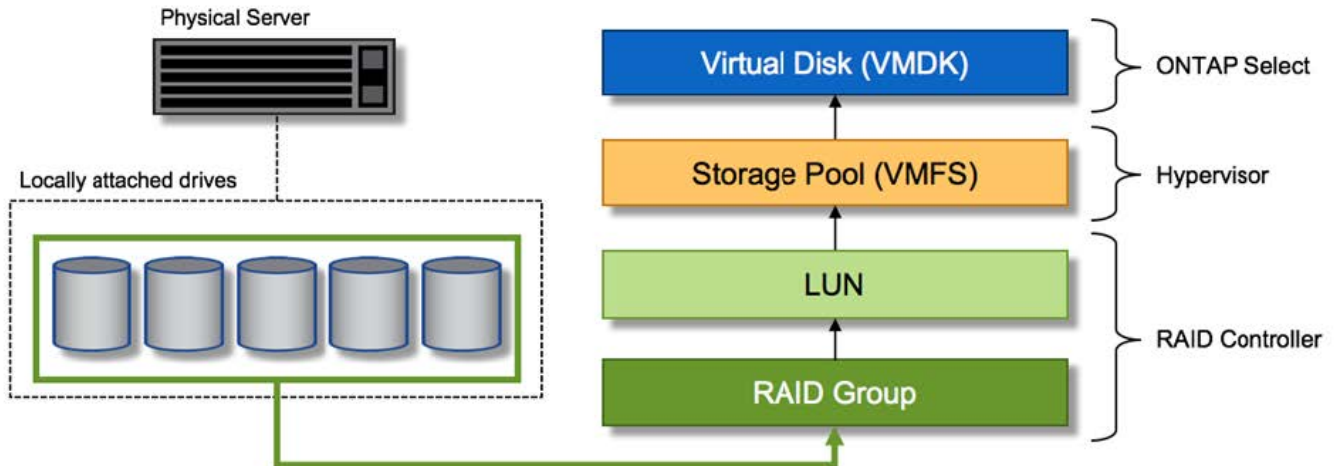 Physical Server
Locally attached drives
Virtual Disk (VMDK)
ONTAP Select
Storage Pool (VMFS)
Hypervisor
LUN
RAID Controller
RAID Group